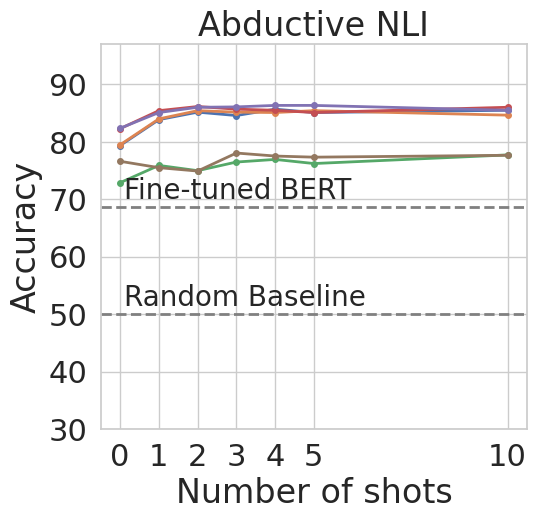 Abductive NLI
90
80
70
60
50
40
30
Accuracy
Fine-tuned BERT
Random Baseline
0 1 2 3 4 5 10
Number of shots